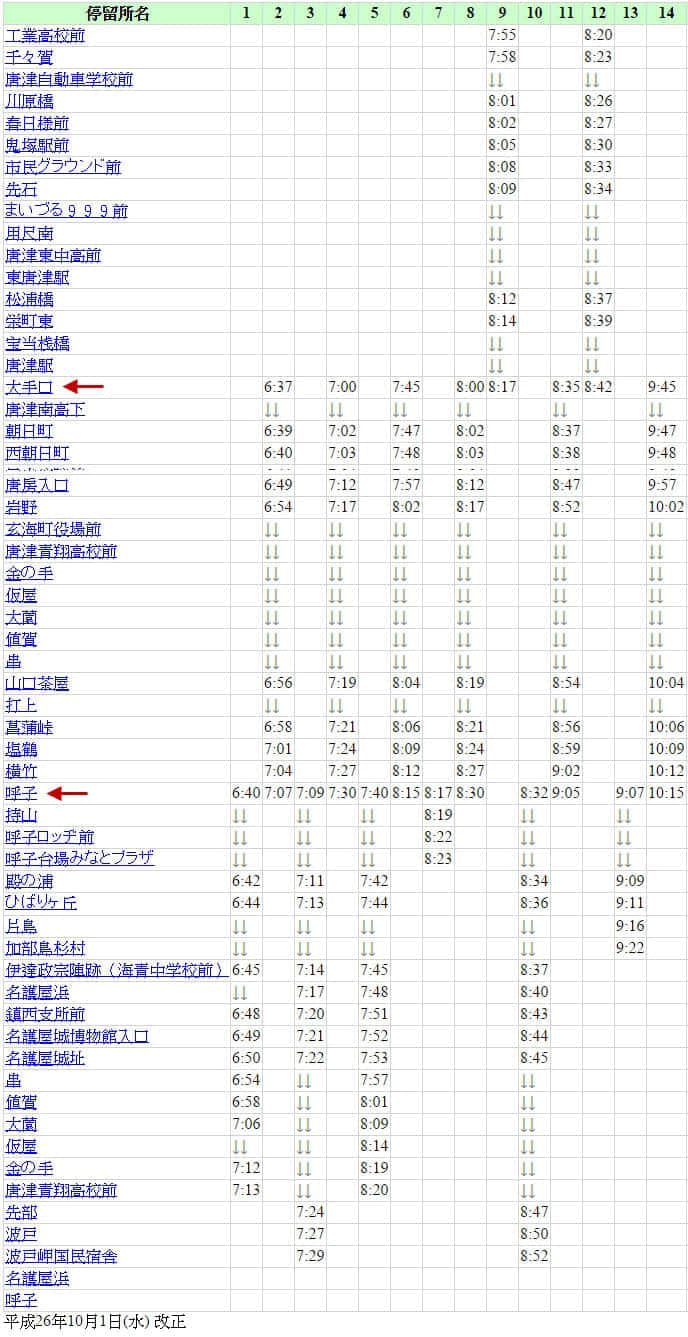 停留所名 1 2 3 4 5 6 7 8 9 10 11 12 13 14
工業高校前 7:55 8:20
千々賀 7:58 8:23
唐津自動車学校前 ↓↓ ↓↓
川原橋 8:01 8:26
春日様前 8:02 8:27
鬼塚駅前 8:05 8:30
市民グラウンド前 8:08 8:33
先石 8:09 8:34
まいづる９９９前 ↓↓ ↓↓
用尺南 ↓↓ ↓↓
唐津東中高前 ↓↓ ↓↓
東唐津駅 ↓↓ ↓↓
松浦橋 8:12 8:37
栄町東 8:14 8:39
宝当桟橋 ↓↓ ↓↓
唐津駅 ↓↓ ↓↓
大手口 6:37 7:00 7:45 8:00 8:17 8:35 8:42 9:45
唐津南高下 ↓↓ ↓↓ ↓↓ ↓↓ ↓↓ ↓↓
朝日町 6:39 7:02 7:47 8:02 8:37 9:47
西朝日町 6:40 7:03 7:48 8:03 8:38 9:48
唐房入口 6:49 7:12 7:57 8:12 8:47 9:57
岩野 6:54 7:17 8:02 8:17 8:52 10:02
玄海町役場前 ↓↓ ↓↓ ↓↓ ↓↓ ↓↓ ↓↓
唐津青翔高校前 ↓↓ ↓↓ ↓↓ ↓↓ ↓↓ ↓↓
金の手 ↓↓ ↓↓ ↓↓ ↓↓ ↓↓ ↓↓
仮屋 ↓↓ ↓↓ ↓↓ ↓↓ ↓↓ ↓↓
大薗 ↓↓ ↓↓ ↓↓ ↓↓ ↓↓ ↓↓
値賀 ↓↓ ↓↓ ↓↓ ↓↓ ↓↓ ↓↓
串 ↓↓ ↓↓ ↓↓ ↓↓ ↓↓ ↓↓
山口茶屋 6:56 7:19 8:04 8:19 8:54 10:04
打上 ↓↓ ↓↓ ↓↓ ↓↓ ↓↓ ↓↓
菖蒲峠 6:58 7:21 8:06 8:21 8:56 10:06
塩鶴 7:01 7:24 8:09 8:24 8:59 10:09
横竹 7:04 7:27 8:12 8:27 9:02 10:12
呼子 6:40 7:07 7:09 7:30 7:40 8:15 8:17 8:30 8:32 9:05 9:07 10:15
持山 ↓↓ ↓↓ ↓↓ 8:19 ↓↓ ↓↓
呼子ロッヂ前 ↓↓ ↓↓ ↓↓ 8:22 ↓↓ ↓↓
呼子台場みなとプラザ ↓↓ ↓↓ ↓↓ 8:23 ↓↓ ↓↓
殿の浦 6:42 7:11 7:42 8:34 9:09
ひばりヶ丘 6:44 7:13 7:44 8:36 9:11
片島 ↓↓ ↓↓ ↓↓ ↓↓ 9:16
加部島杉村 ↓↓ ↓↓ ↓↓ ↓↓ 9:22
伊達政宗陣跡（海青中学校前） 6:45 7:14 7:45 8:37
名護屋浜 ↓↓ 7:17 7:48 8:40
鎮西支所前 6:48 7:20 7:51 8:43
名護屋城博物館入口 6:49 7:21 7:52 8:44
名護屋城址 6:50 7:22 7:53 8:45
串 6:54 ↓↓ 7:57 ↓↓
値賀 6:58 ↓↓ 8:01 ↓↓
大薗 7:06 ↓↓ 8:09 ↓↓
仮屋 ↓↓ ↓↓ 8:14 ↓↓
金の手 7:12 ↓↓ 8:19 ↓↓
唐津青翔高校前 7:13 ↓↓ 8:20 ↓↓
先部 7:24 8:47
波戸 7:27 8:50
波戸岬国民宿舎 7:29 8:52
名護屋浜
呼子
平成26年10月1日(水) 改正